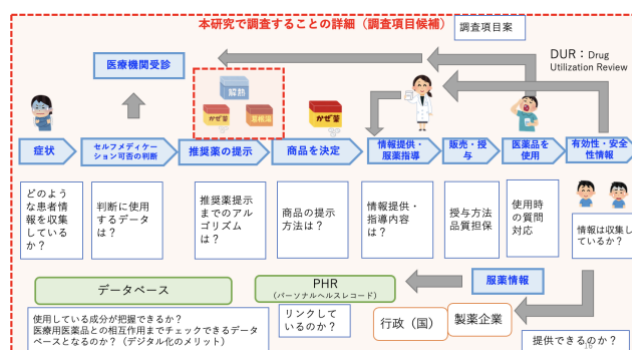 本研究で調査することの詳細（調査項目候補）
調査項目案
DUR：Drug
Utilization Review
医療機関受診
解熱
かぜ薬
葛根湯
かぜ薬
症状
セルフメディケー
ション可否の判断
推奨薬の提示
商品を決定
情報提供・
服薬指導
販売・授
与
医薬品を
使用
有効性・安全
性情報
どのよう
な患者情
報を収集
している
か？
判断に使
用するデータ
は？
推奨薬提示
までのアル
ゴリズム
は？
商品の提示
方法は？
情報提供・
指導内容
は？
授与方法
品質担保
使用時
の質問
対応
情報は収集し
ているか？
データベース
PHR
（パーソナルヘルスレコード）
服薬情報
使用している成分が把握できるか？
医療用医薬品との相互作用までチェックできるデータ
ベースとなるのか？（デジタル化のメリット）
リンクして
いるのか？
行政（国）
製薬企業
提供できるのか？